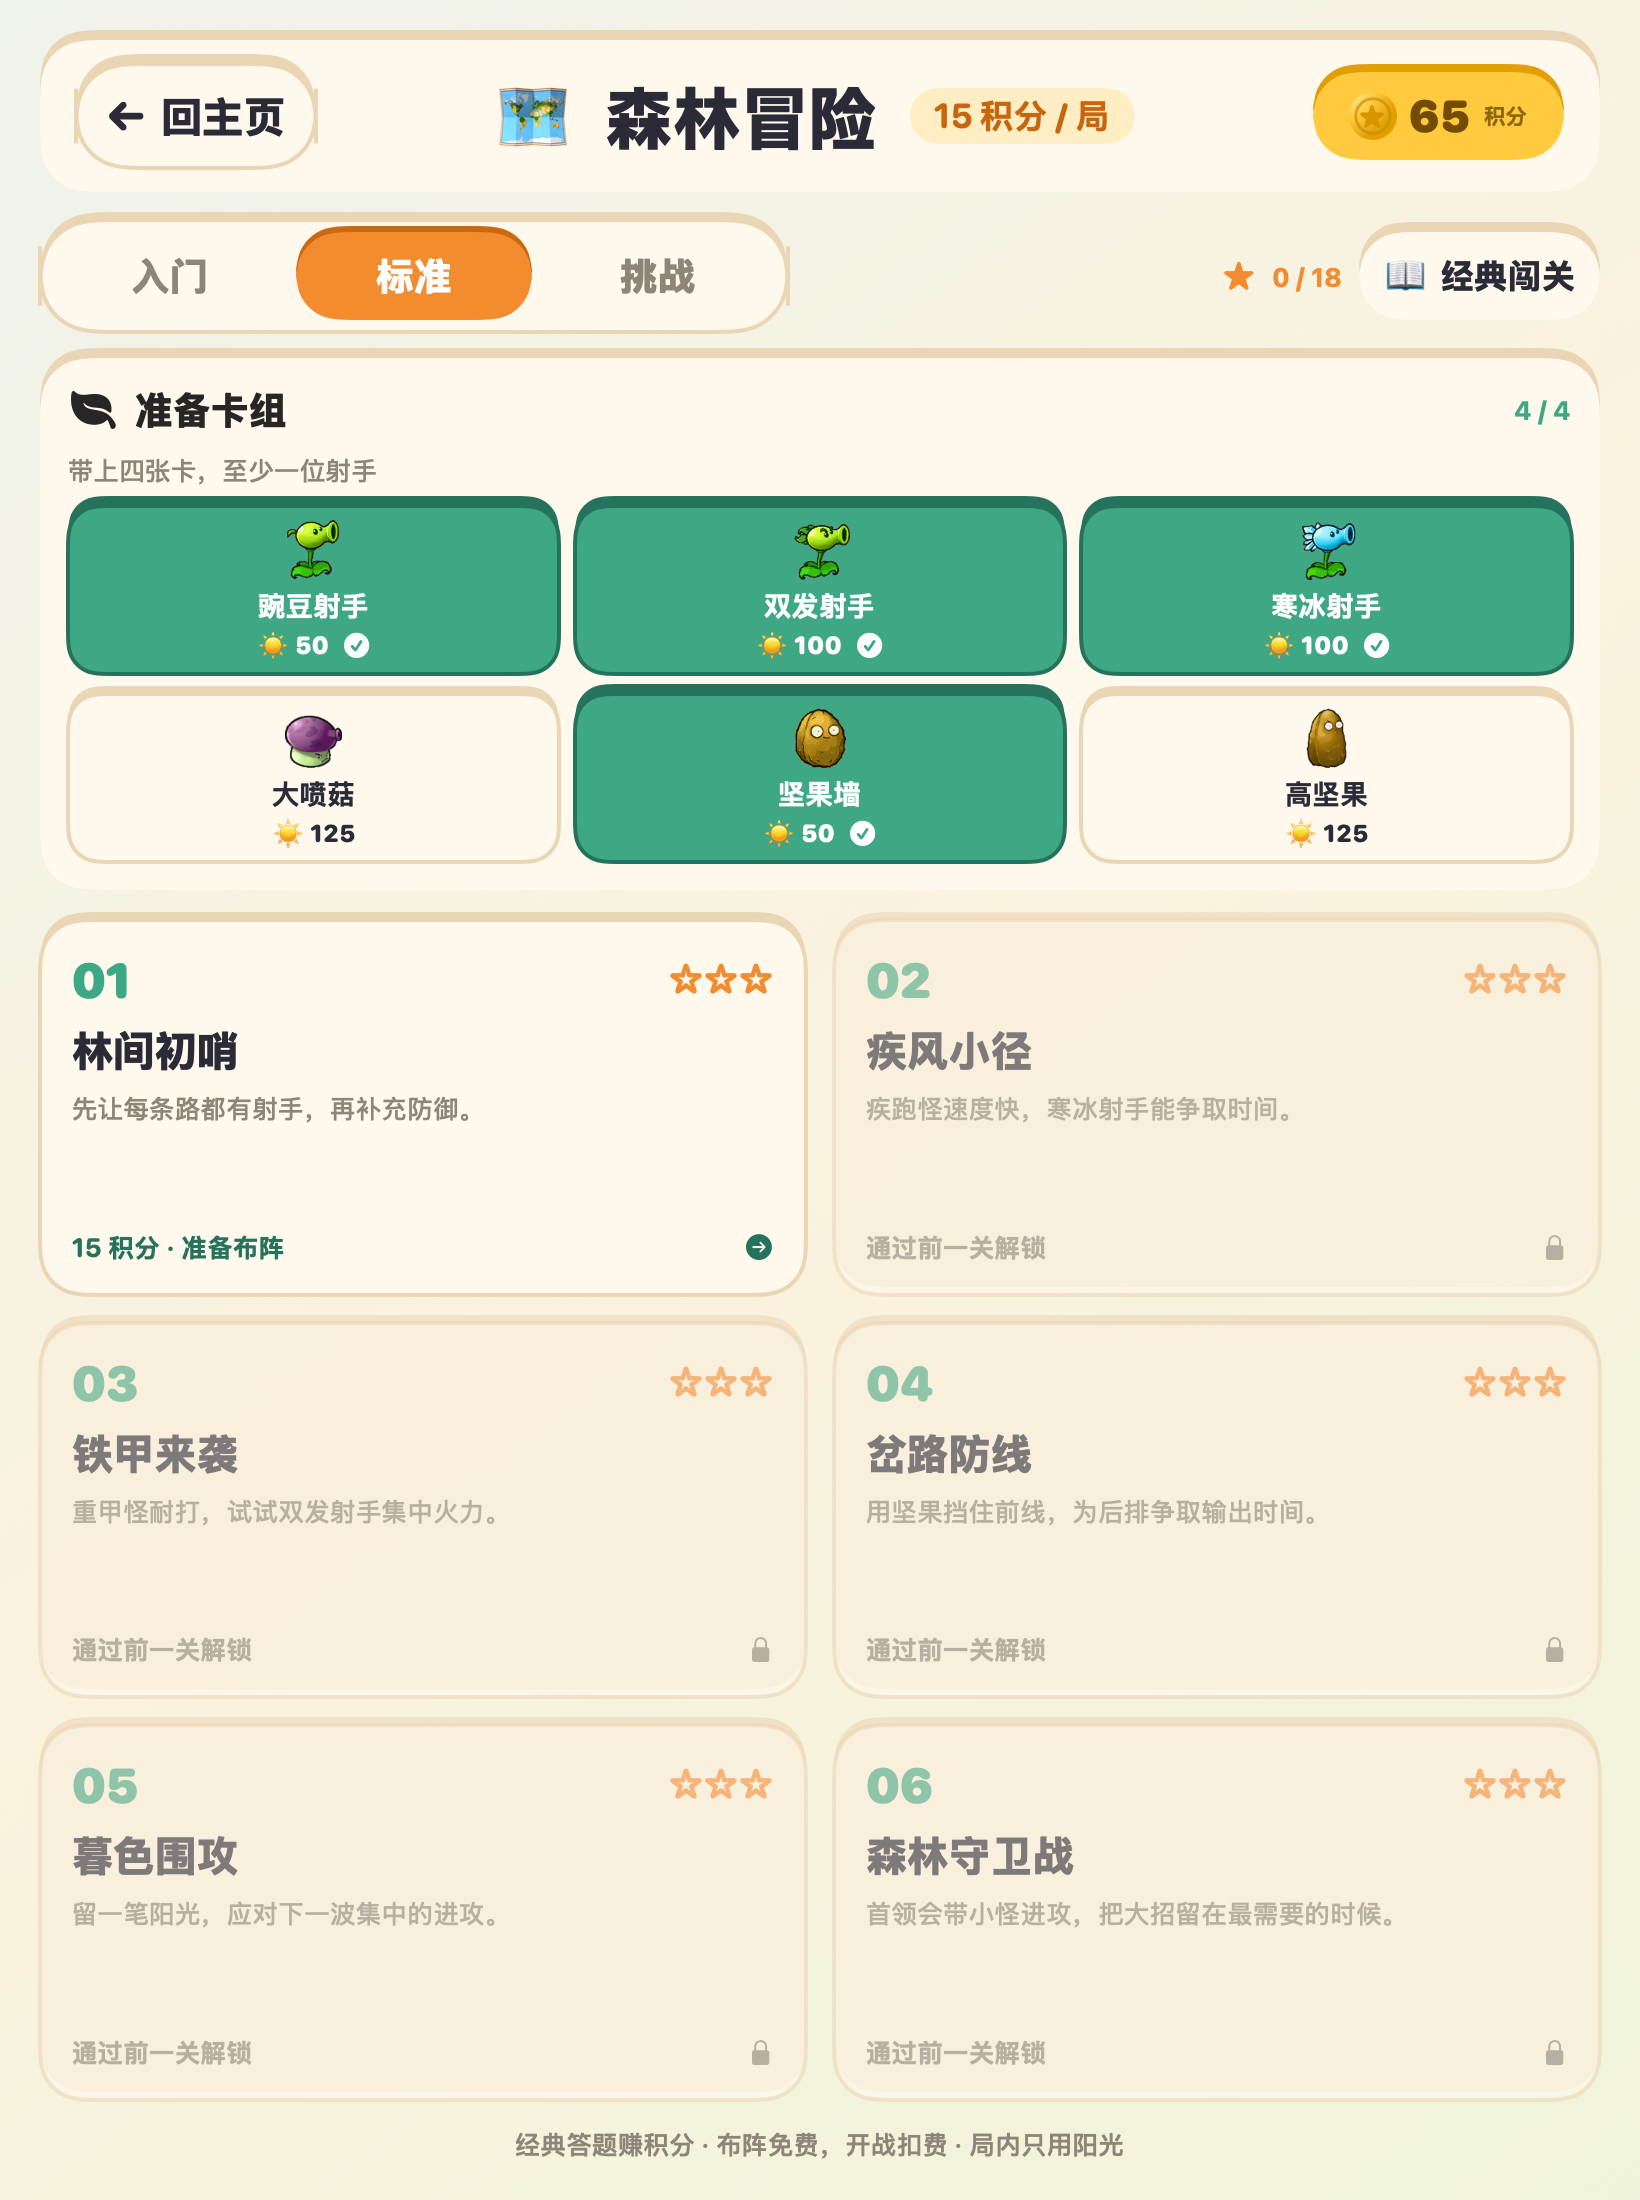 回主页
森林冒险
15 积分 / 局
65 积分
入门
标准
挑战
0 / 18
经典闯关
准备卡组
4 / 4
带上四张卡，至少一位射手
豌豆射手
50
双发射手
100
寒冰射手
100
大喷菇
125
坚果墙
50
高坚果
125
01
林间初哨
先让每条路都有射手，再补充防御。
15 积分 · 准备布阵
02
疾风小径
疾跑怪速度快，寒冰射手能争取时间。
通过前一关解锁
03
铁甲来袭
重甲怪耐打，试试双发射手集中火力。
通过前一关解锁
04
岔路防线
用坚果挡住前线，为后排争取输出时间。
通过前一关解锁
05
暮色围攻
留一笔阳光，应对下一波集中的进攻。
通过前一关解锁
06
森林守卫战
首领会带小怪进攻，把大招留在最需要的时候。
通过前一关解锁
经典答题赚积分 · 布阵免费，开战扣费 · 局内只用阳光